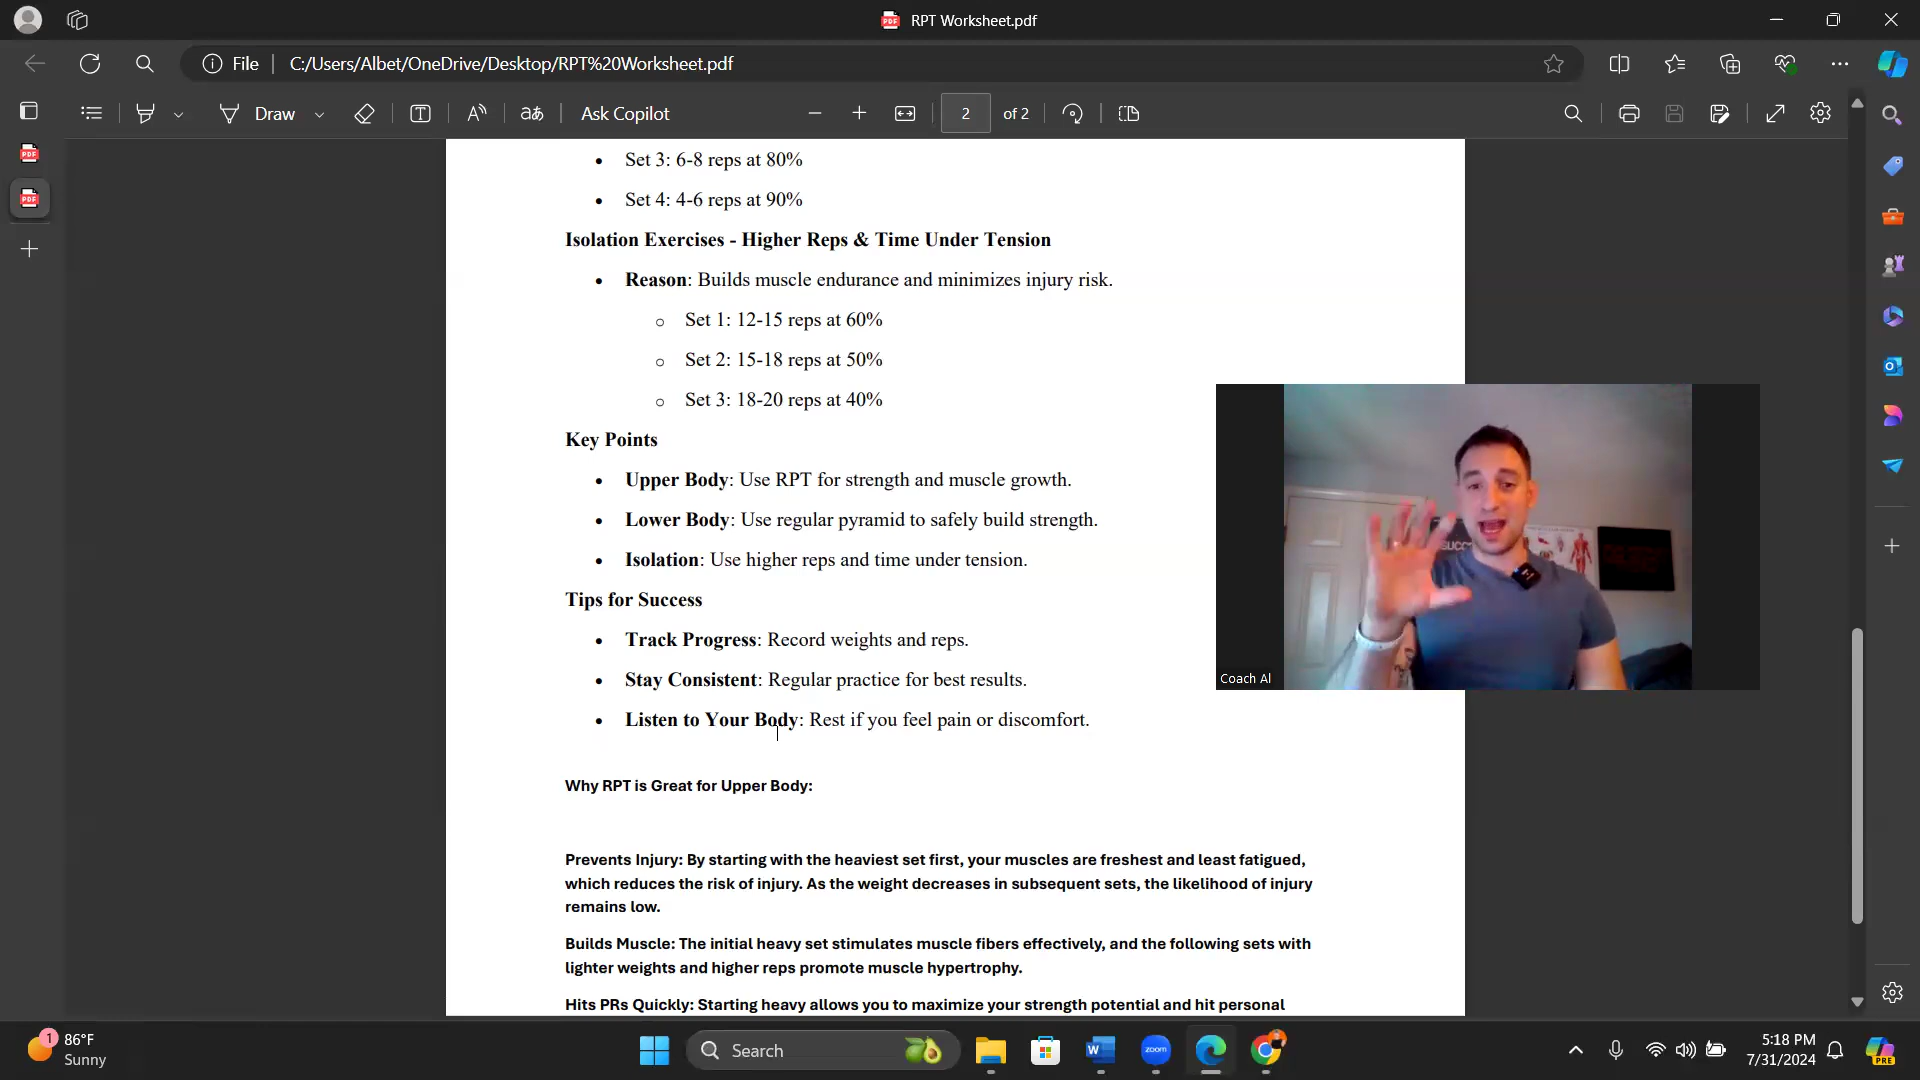 RPT Worksheet.pdf
File
C:/Users/Albet/OneDrive/Desktop/RPT%20Worksheet.pdf
Draw
Ask Copilot
2 of 2
• Set 3: 6-8 reps at 80%
• Set 4: 4-6 reps at 90%
Isolation Exercises - Higher Reps & Time Under Tension
• Reason: Builds muscle endurance and minimizes injury risk.
o Set 1: 12-15 reps at 60%
o Set 2: 15-18 reps at 50%
o Set 3: 18-20 reps at 40%
Key Points
• Upper Body: Use RPT for strength and muscle growth.
• Lower Body: Use regular pyramid to safely build strength.
• Isolation: Use higher reps and time under tension.
Tips for Success
• Track Progress: Record weights and reps.
• Stay Consistent: Regular practice for best results.
• Listen to Your Body: Rest if you feel pain or discomfort.
Coach Al
Why RPT is Great for Upper Body:
Prevents Injury: By starting with the heaviest set first, your muscles are freshest and least fatigued,
which reduces the risk of injury. As the weight decreases in subsequent sets, the likelihood of injury
remains low.
Builds Muscle: The initial heavy set stimulates muscle fibers effectively, and the following sets with
lighter weights and higher reps promote muscle hypertrophy.
Hits PRs Quickly: Starting heavy allows you to maximize your strength potential and hit personal
1
86°F
Sunny
Search
zoom
5:18 PM
7/31/2024
PRE